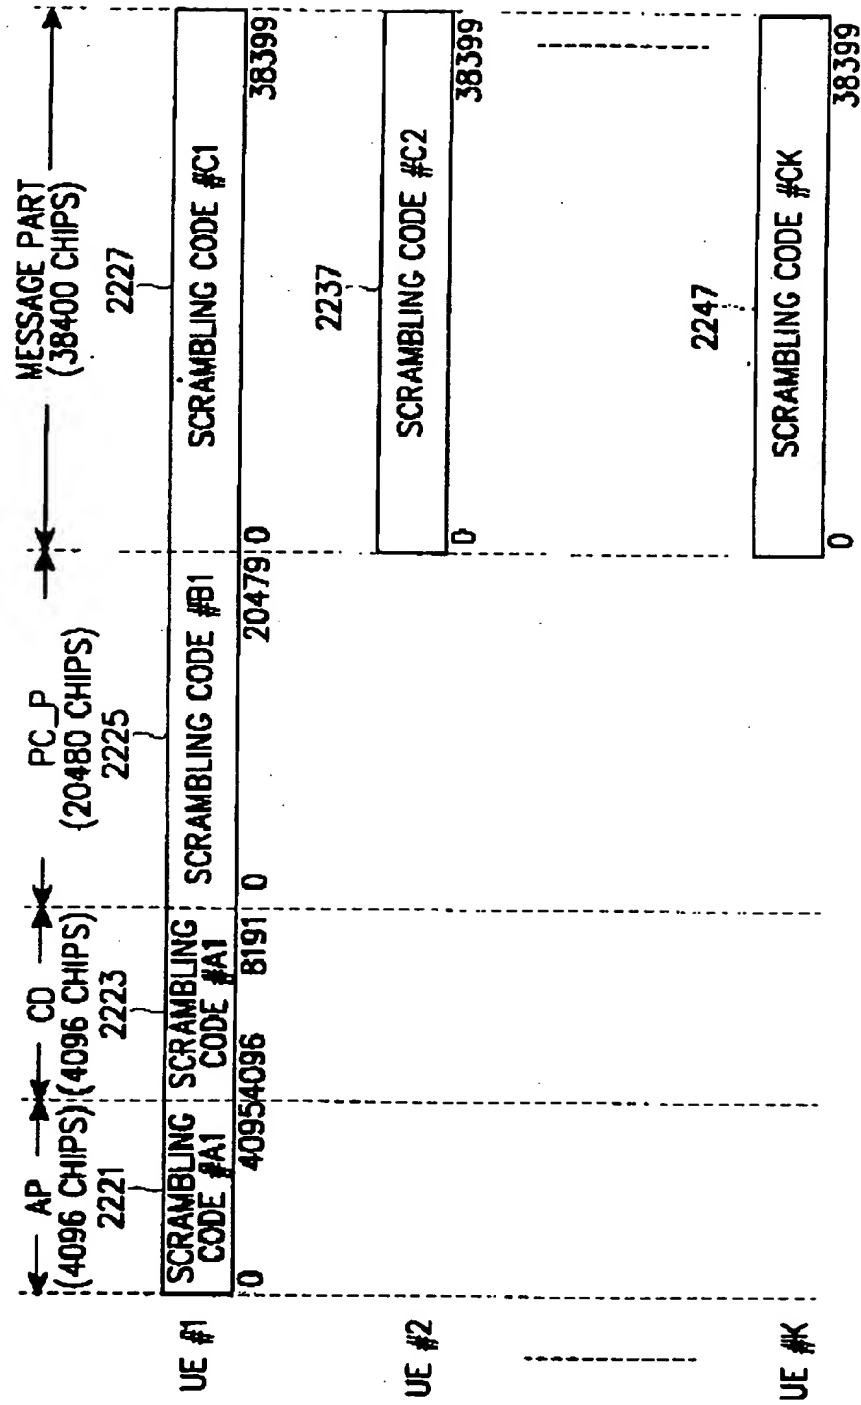 AP
(4096 CHIPS)
CD
(4096 CHIPS)
PC_P
(20480 CHIPS)
MESSAGE PART
(38400 CHIPS)
2221
2223
2225
2227
UE #1
SCRAMBLING
CODE #A1
SCRAMBLING
CODE #A1
SCRAMBLING CODE #B1
SCRAMBLING CODE #C1
0
4095
4096
8191
0
20479
0
38399
2237
UE #2
SCRAMBLING CODE #C2
0
38399
2247
UE #K
SCRAMBLING CODE #CK
0
38399